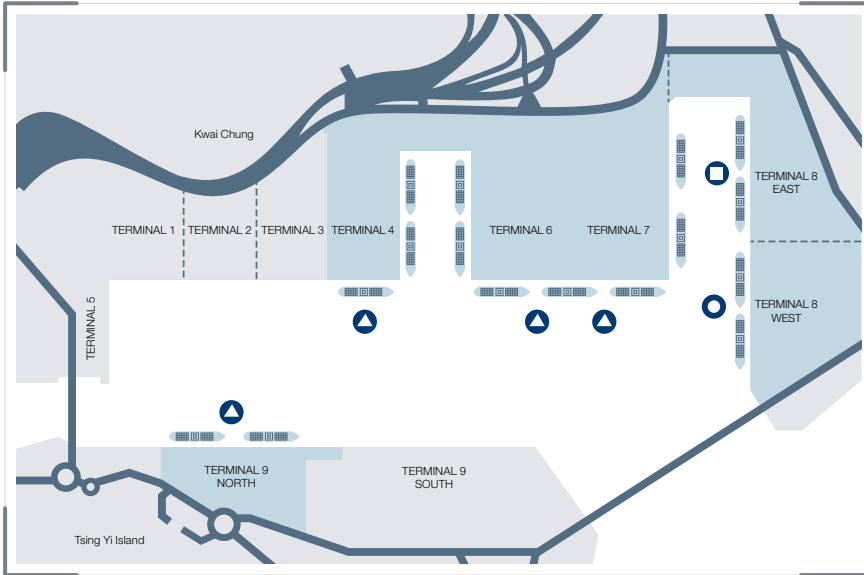 Kwai Chung
TERMINAL 8
EAST
TERMINAL 1
TERMINAL 2
TERMINAL 3
TERMINAL 4
TERMINAL 6
TERMINAL 7
TERMINAL 5
TERMINAL 8
WEST
TERMINAL 9
NORTH
TERMINAL 9
SOUTH
Tsing Yi Island